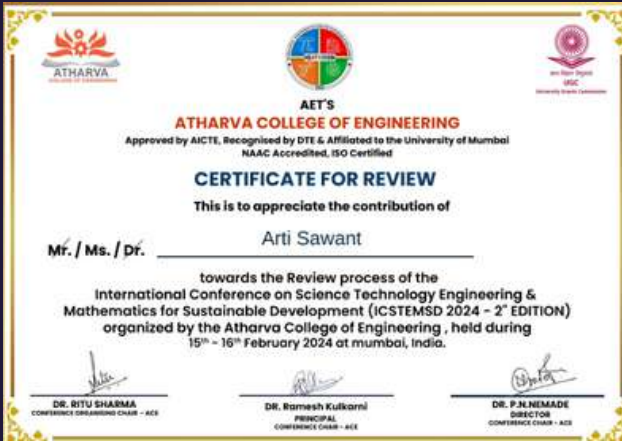 ATHARVA
COLLEGE OF ENGINEERING
UGC
University Grants Commission
AET'S
ATHARVA COLLEGE OF ENGINEERING
Approved by AICTE, Recognised by DTE & Affiliated to the University of Mumbai
NAAC Accredited, ISO Certified
CERTIFICATE FOR REVIEW
This is to appreciate the contribution of
Mr. / Ms. / Dr. Arti Sawant
towards the Review process of the
International Conference on Science Technology Engineering &
Mathematics for Sustainable Development (ICSTEMSD 2024 - 2" EDITION)
organized by the Atharva College of Engineering , held during
15th - 16th February 2024 at mumbai, India.
DR. RITU SHARMA
CONFERENCE ORGANISING CHAIR - ACE
DR. Ramesh Kulkarni
PRINCIPAL
CONFERENCE CHAIR - ACE
DR. P.N.NEMADE
DIRECTOR
CONFERENCE CHAIR - ACE